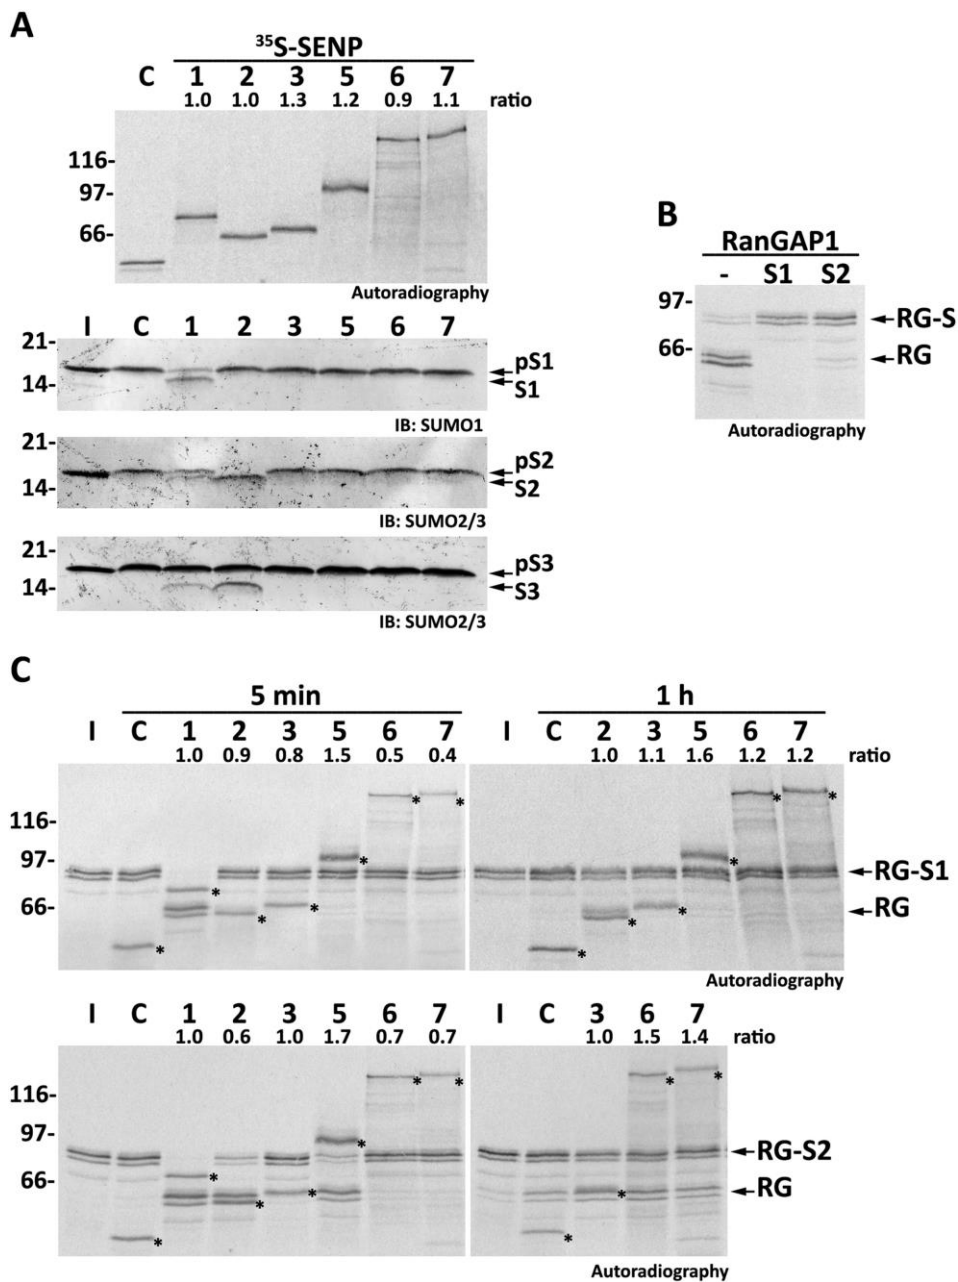 A
35S-SENP
C 1 2 3 5 6 7
1.0 1.0 1.3 1.2 0.9 1.1 ratio
116-
97-
66-
Autoradiography
I C 1 2 3 5 6 7
21-
pS1
14-
S1
IB: SUMO1
21-
pS2
14-
S2
IB: SUMO2/3
21-
pS3
14-
S3
IB: SUMO2/3
B
RanGAP1
- S1 S2
97-
RG-S
66-
RG
Autoradiography
C
5 min 1 h
I C 1 2 3 5 6 7 I C 2 3 5 6 7
1.0 0.9 0.8 1.5 0.5 0.4 1.0 1.1 1.6 1.2 1.2 ratio
* * * *
116-
97-
* *
RG-S1
*
66-
* * * *
RG
* *
Autoradiography
I C 1 2 3 5 6 7 I C 3 6 7
1.0 0.6 1.0 1.7 0.7 0.7 1.0 1.5 1.4 ratio
* * * *
116-
97-
*
RG-S2
66-
*
* * *
RG
* *
Autoradiography